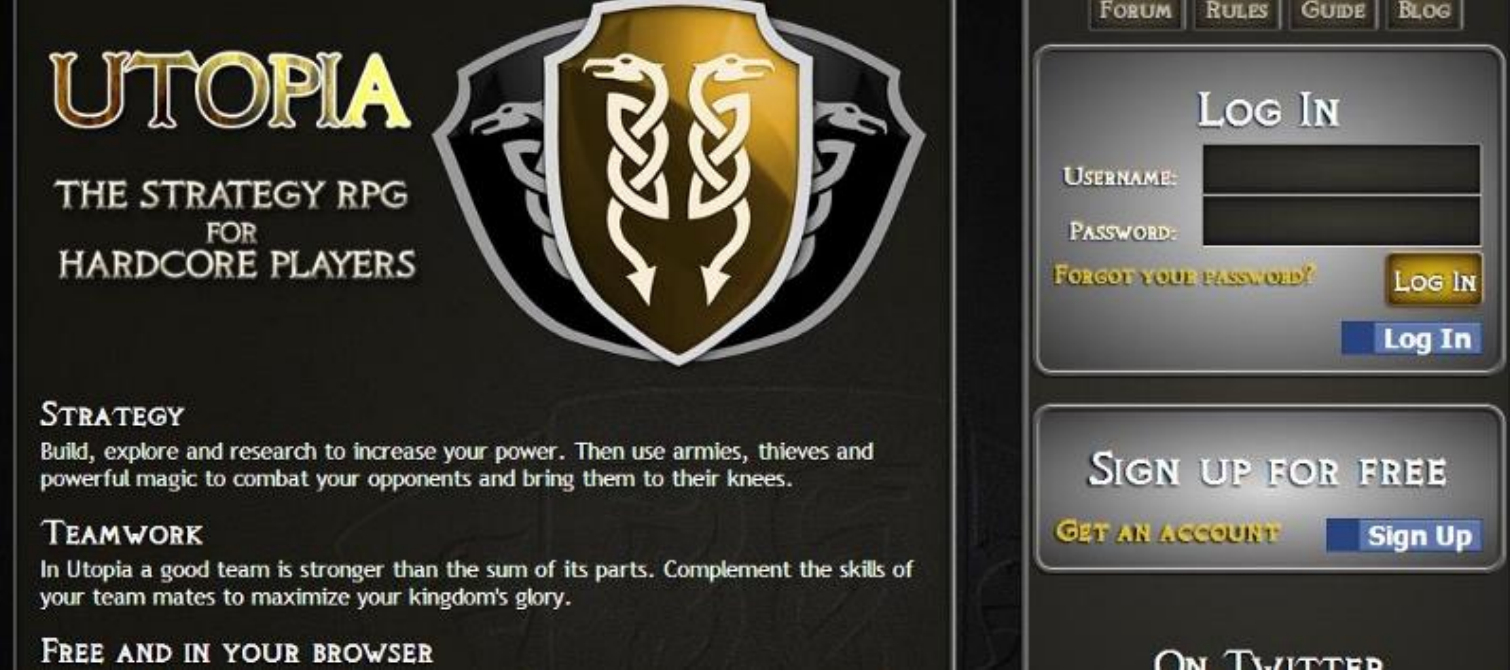 UTOPIA
THE STRATEGY RPG
FOR
HARDCORE PLAYERS
STRATEGY
Build, explore and research to increase your power. Then use armies, thieves and
powerful magic to combat your opponents and bring them to their knees.
TEAMWORK
In Utopia a good team is stronger than the sum of its parts. Complement the skills of
your team mates to maximize your kingdom's glory.
FREE AND IN YOUR BROWSER
FORUM RULES GUIDE BLOG
LOG IN
USERNAME:
PASSWORD:
FORGOT YOUR PASSWORD? LOG IN
Log In
SIGN UP FOR FREE
GET AN ACCOUNT Sign Up
ON TWITTER